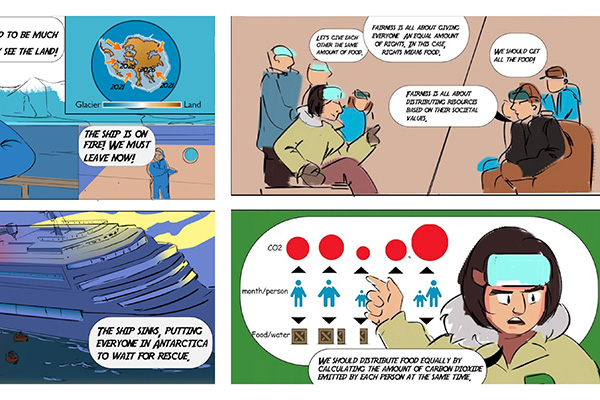 D TO BE MUCH
SEE THE LAND!
2023
2021
2021
Glacier
Land
THE SHIP IS ON
FIRE! WE MUST
LEAVE NOW!
THE SHIP SINKS, PUTTING
EVERYONE IN ANTARCTICA
TO WAIT FOR RESCUE.
LET'S GIVE EACH
OTHER THE SAME
AMOUNT OF FOOD.
FAIRNESS IS ALL ABOUT GIVING
EVERYONE AN EQUAL AMOUNT
OF RIGHTS, IN THIS CASE,
RIGHTS MEANS FOOD.
WE SHOULD GET
ALL THE FOOD!
FAIRNESS IS ALL ABOUT
DISTRIBUTING RESOURCES
BASED ON THEIR SOCIETAL
VALUES.
CO2
month/person
Food/water
WE SHOULD DISTRIBUTE FOOD EQUALLY BY
CALCULATING THE AMOUNT OF CARBON DIOXIDE
EMITTED BY EACH PERSON AT THE SAME TIME.